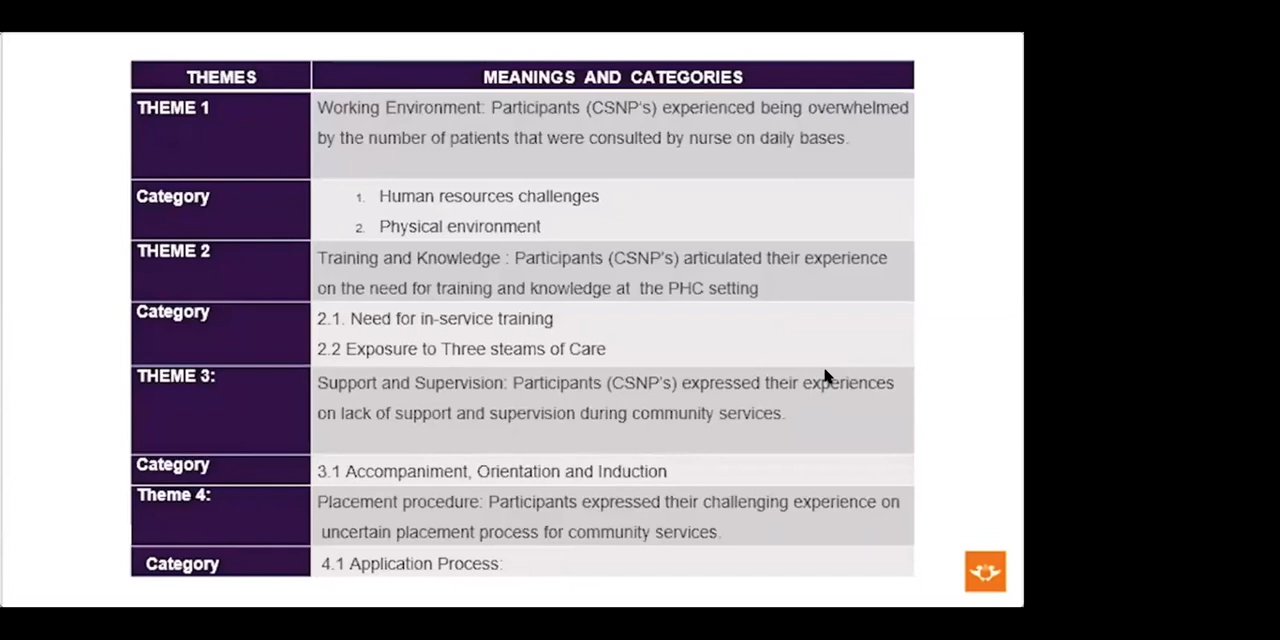 THEMES MEANINGS AND CATEGORIES
THEME 1 Working Environment: Participants (CSNP's) experienced being overwhelmed
by the number of patients that were consulted by nurse on daily bases.
Category 1. Human resources challenges
2. Physical environment
THEME 2 Training and Knowledge : Participants (CSNP's) articulated their experience
on the need for training and knowledge at the PHC setting
Category 2.1. Need for in-service training
2.2 Exposure to Three steams of Care
THEME 3: Support and Supervision: Participants (CSNP's) expressed their experiences
on lack of support and supervision during community services.
Category 3.1 Accompaniment, Orientation and Induction
Theme 4: Placement procedure: Participants expressed their challenging experience on
uncertain placement process for community services.
Category 4.1 Application Process: